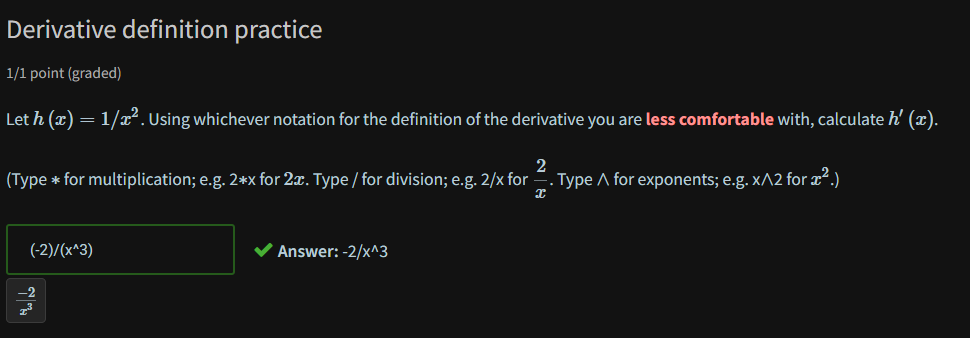 Derivative definition practice
1/1 point (graded)
Let h (x) = 1/x². Using whichever notation for the definition of the derivative you are less comfortable with, calculate h′ (x).
(Type * for multiplication; e.g. 2*x for 2x. Type / for division; e.g. 2/x for 2/x. Type ∧ for exponents; e.g. x∧2 for x².)
(-2)/(x^3) ✔ Answer: -2/x^3
−2/x³